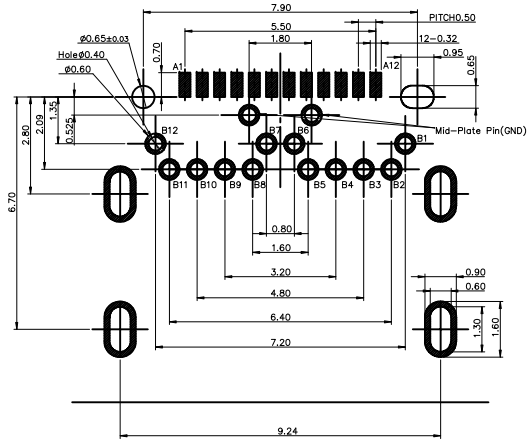 7.90
5.50
PITCH0.50
1.80
12-0.32
Ø0.65±0.03
Hole Ø0.40
Ø0.60
0.70
A1
A12
0.95
0.65
Mid-Plate Pin(GND)
2.80
2.09
1.35
0.525
B12
B7
B6
B1
B11
B10
B9
B8
B5
B4
B3
B2
6.70
0.80
1.60
3.20
4.80
6.40
7.20
0.90
0.60
1.30
1.60
9.24